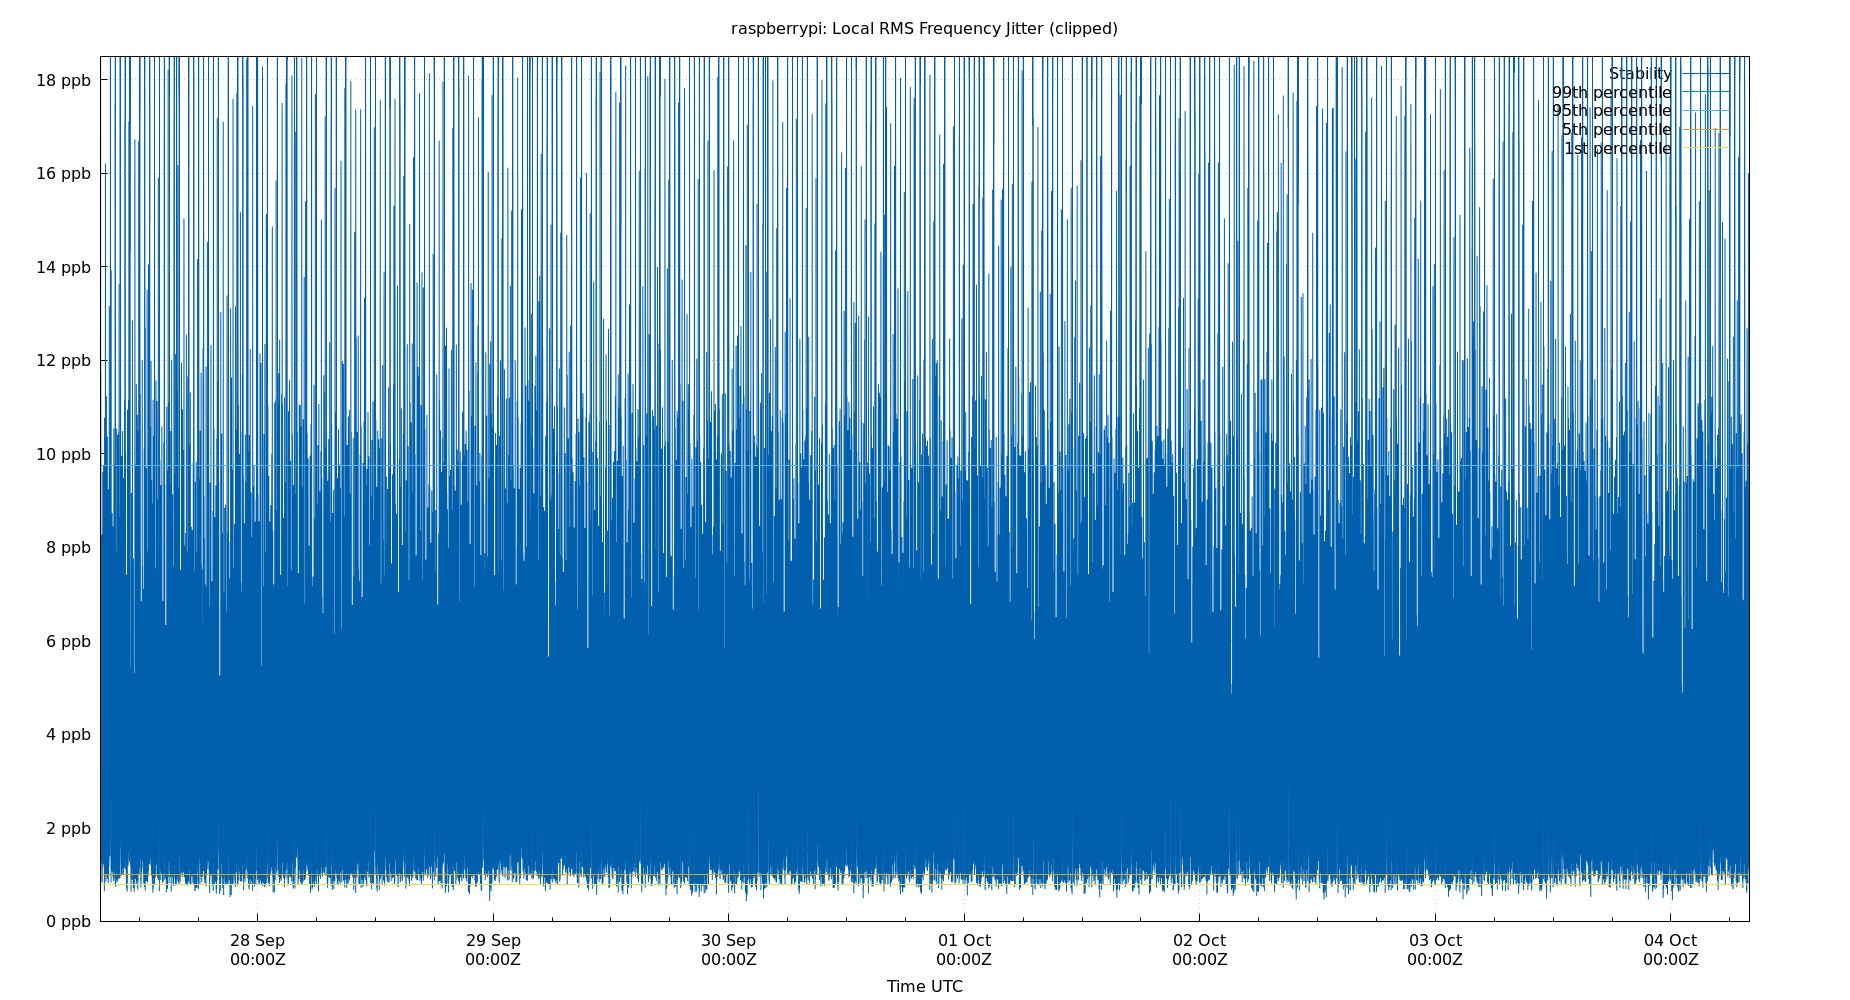 raspberrypi: Local RMS Frequency Jitter (clipped)
18 ppb
16 ppb
14 ppb
12 ppb
10 ppb
8 ppb
6 ppb
4 ppb
2 ppb
0 ppb
Stability
99th percentile
95th percentile
5th percentile
1st percentile
28 Sep
00:00Z
29 Sep
00:00Z
30 Sep
00:00Z
01 Oct
00:00Z
02 Oct
00:00Z
03 Oct
00:00Z
04 Oct
00:00Z
Time UTC